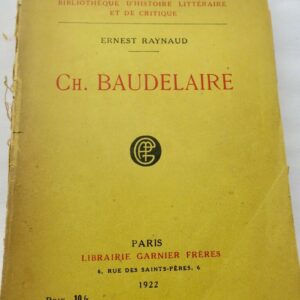 BIBLIOTHÈQUE D'HISTOIRE LITTÉRAIRE
ET DE CRITIQUE
ERNEST RAYNAUD
CH. BAUDELAIRE
PARIS
LIBRAIRIE GARNIER FRÈRES
6, RUE DES SAINTS-PÈRES, 6
1922